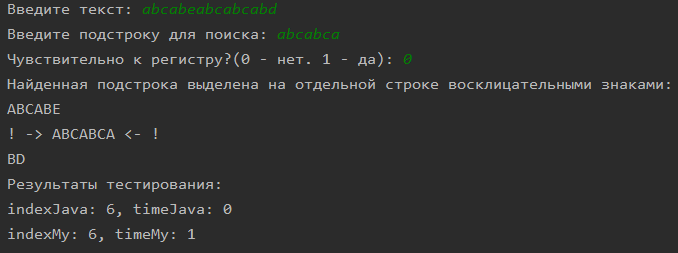 Введите текст: abcabeabcabcabd
Введите подстроку для поиска: abcabca
Чувствительно к регистру?(0 - нет. 1 - да): 0
Найденная подстрока выделена на отдельной строке восклицательными знаками:
ABCABE
! -> ABCABCA <- !
BD
Результаты тестирования:
indexJava: 6, timeJava: 0
indexMy: 6, timeMy: 1